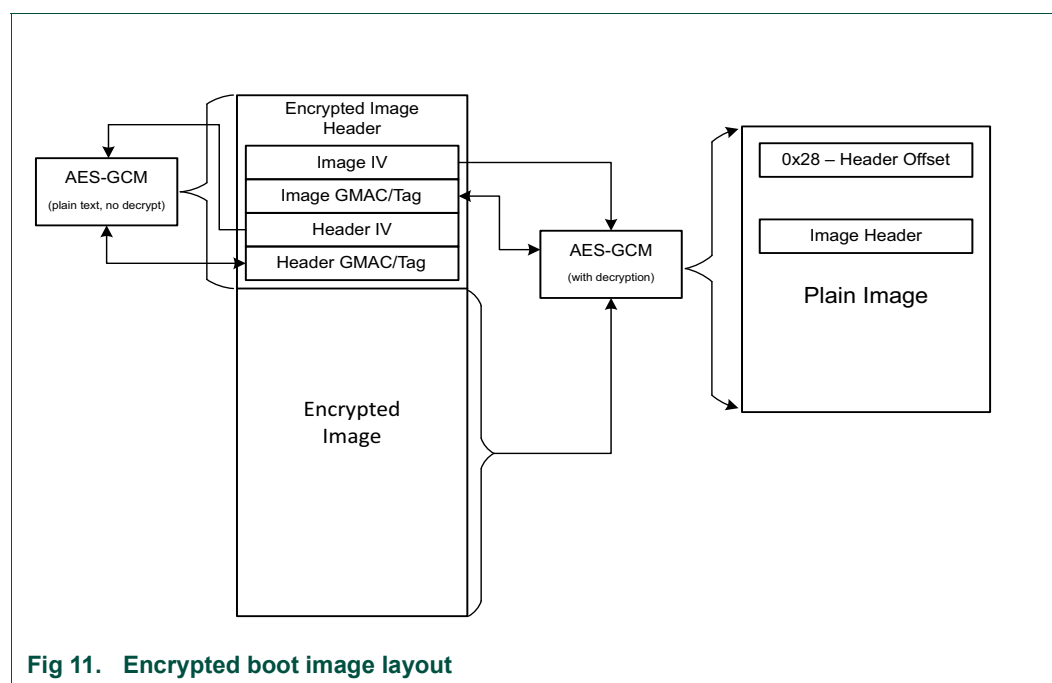 Encrypted Image
Header
Image IV
Image GMAC/Tag
Header IV
Header GMAC/Tag
AES-GCM
(plain text, no decrypt)
Encrypted
Image
AES-GCM
(with decryption)
0x28 – Header Offset
Image Header
Plain Image
Fig 11. Encrypted boot image layout